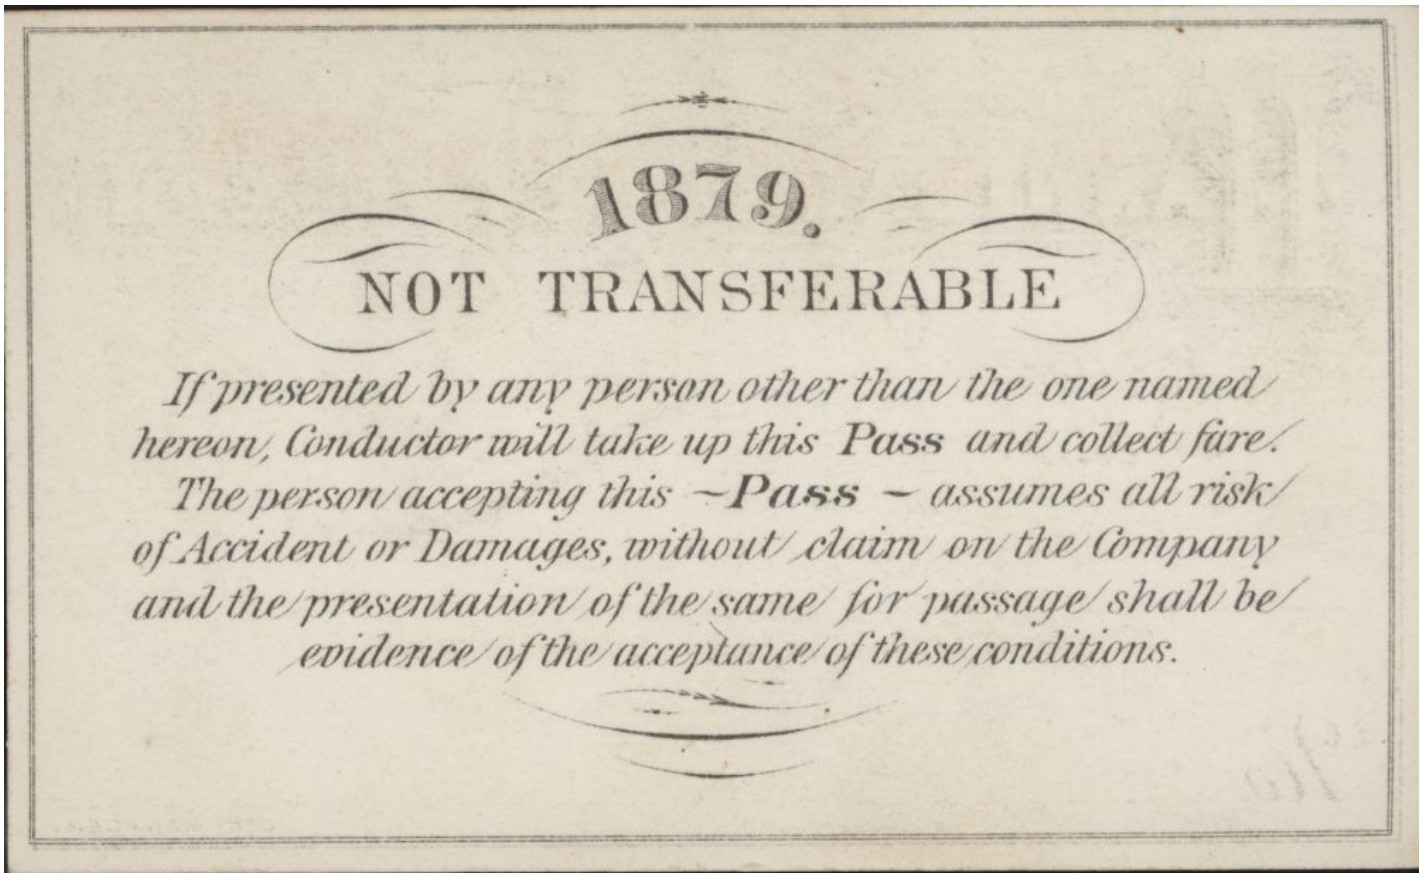 1879.
NOT TRANSFERABLE
If presented by any person other than the one named
hereon, Conductor will take up this Pass and collect fare.
The person accepting this ~Pass ~ assumes all risk
of Accident or Damages, without claim on the Company
and the presentation of the same for passage shall be
evidence of the acceptance of these conditions.